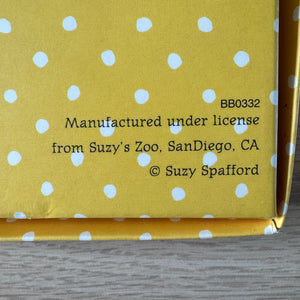 BB0332
Manufactured under license
from Suzy's Zoo, SanDiego, CA
© Suzy Spafford